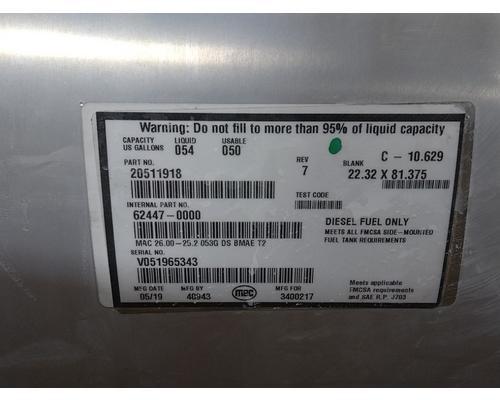 Warning: Do not fill to more than 95% of liquid capacity
CAPACITY US GALLONS LIQUID 054 USABLE 050
C - 10.629
PART NO. REV 7 BLANK 22.32 X 81.375
20511918
TEST CODE
INTERNAL PART NO.
62447-0000
DIESEL FUEL ONLY
MAC 26.00-25.2 053G DS BMAE T2
MEETS ALL FMCSA SIDE-MOUNTED
FUEL TANK REQUIREMENTS
SERIAL NO.
V051965343
MFG DATE MFG BY MFG FOR
05/19 40943 mec 3400217
Meets applicable
FMCSA requirements
and SAE R.P. J703